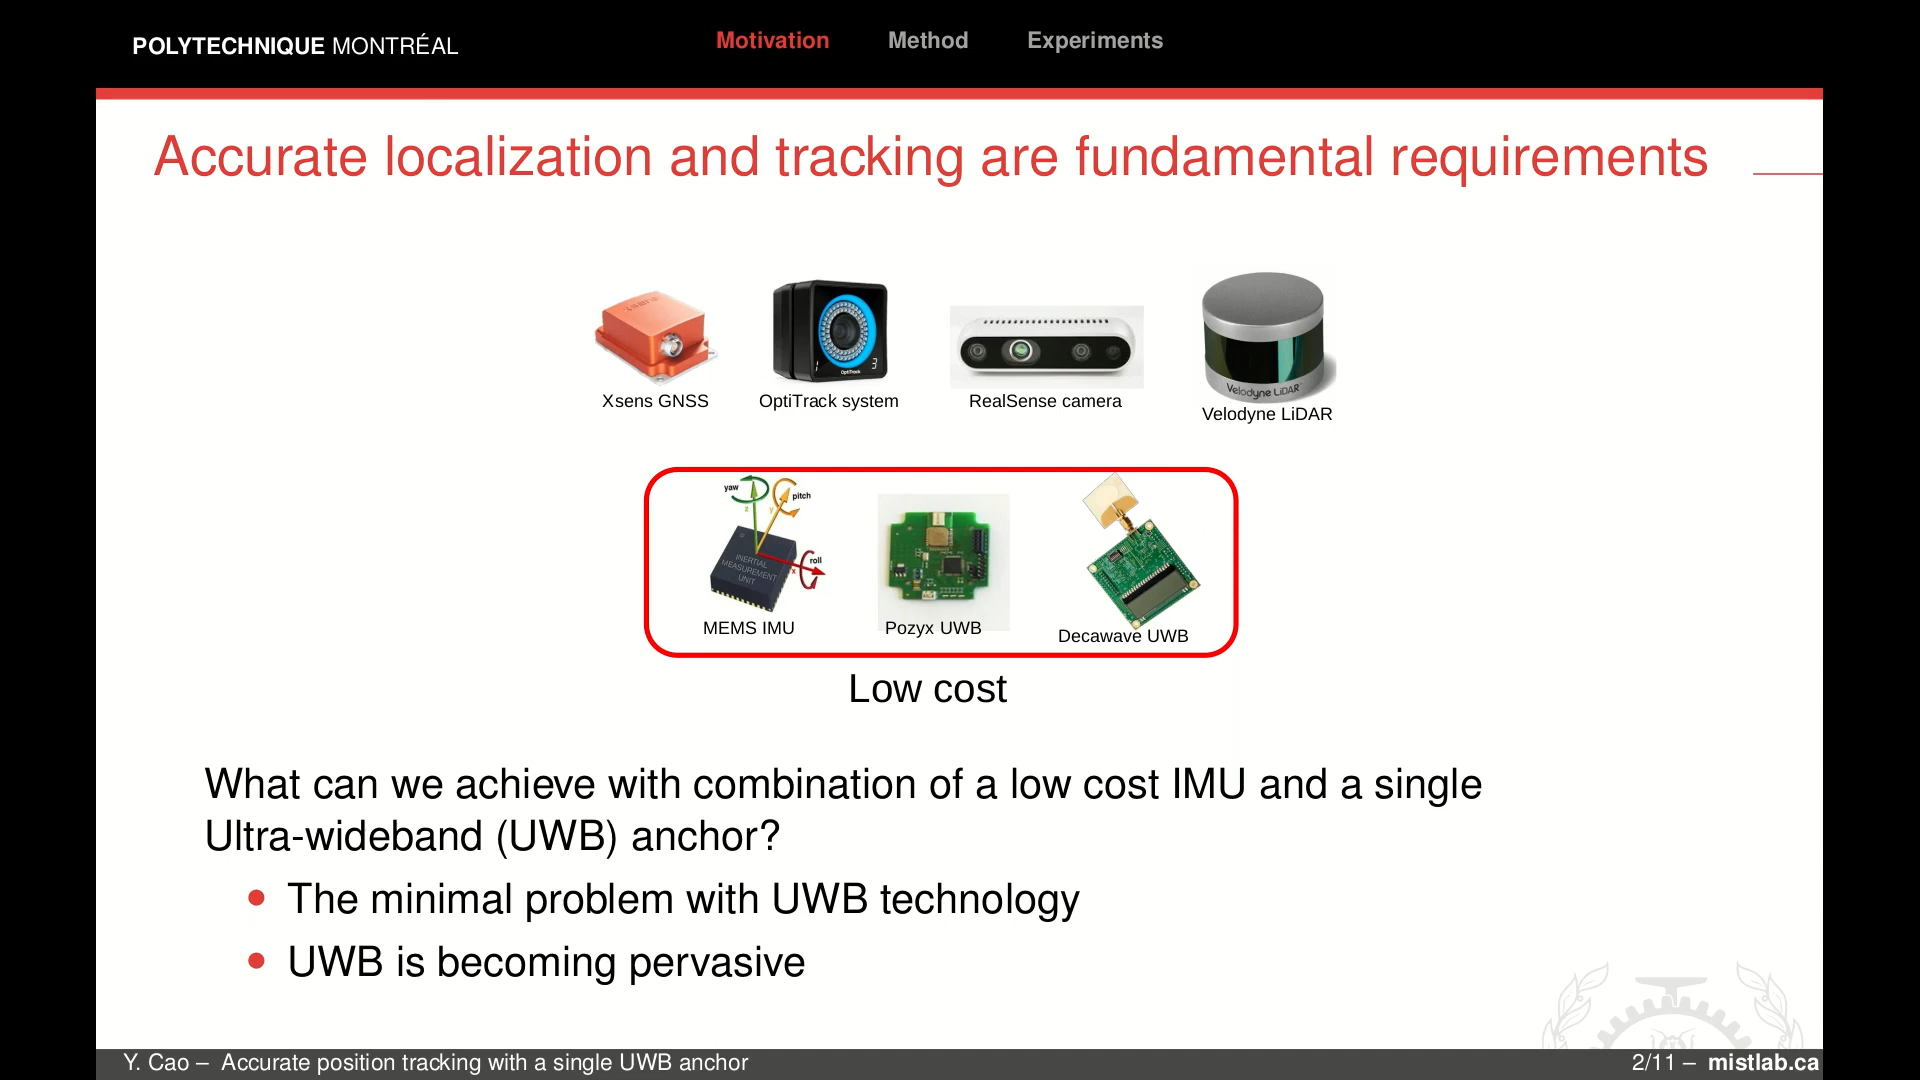 POLYTECHNIQUE MONTRÉAL
Motivation Method Experiments
Accurate localization and tracking are fundamental requirements
OptiTrack
Velodyne LiDAR
Xsens GNSS
OptiTrack system
RealSense camera
Velodyne LiDAR
yaw
z
y
pitch
roll
x
INERTIAL
MEASUREMENT
UNIT
MEMS IMU
Pozyx UWB
Decawave UWB
Low cost
What can we achieve with combination of a low cost IMU and a single
Ultra-wideband (UWB) anchor?
• The minimal problem with UWB technology
• UWB is becoming pervasive
Y. Cao – Accurate position tracking with a single UWB anchor
2/11 – mistlab.ca